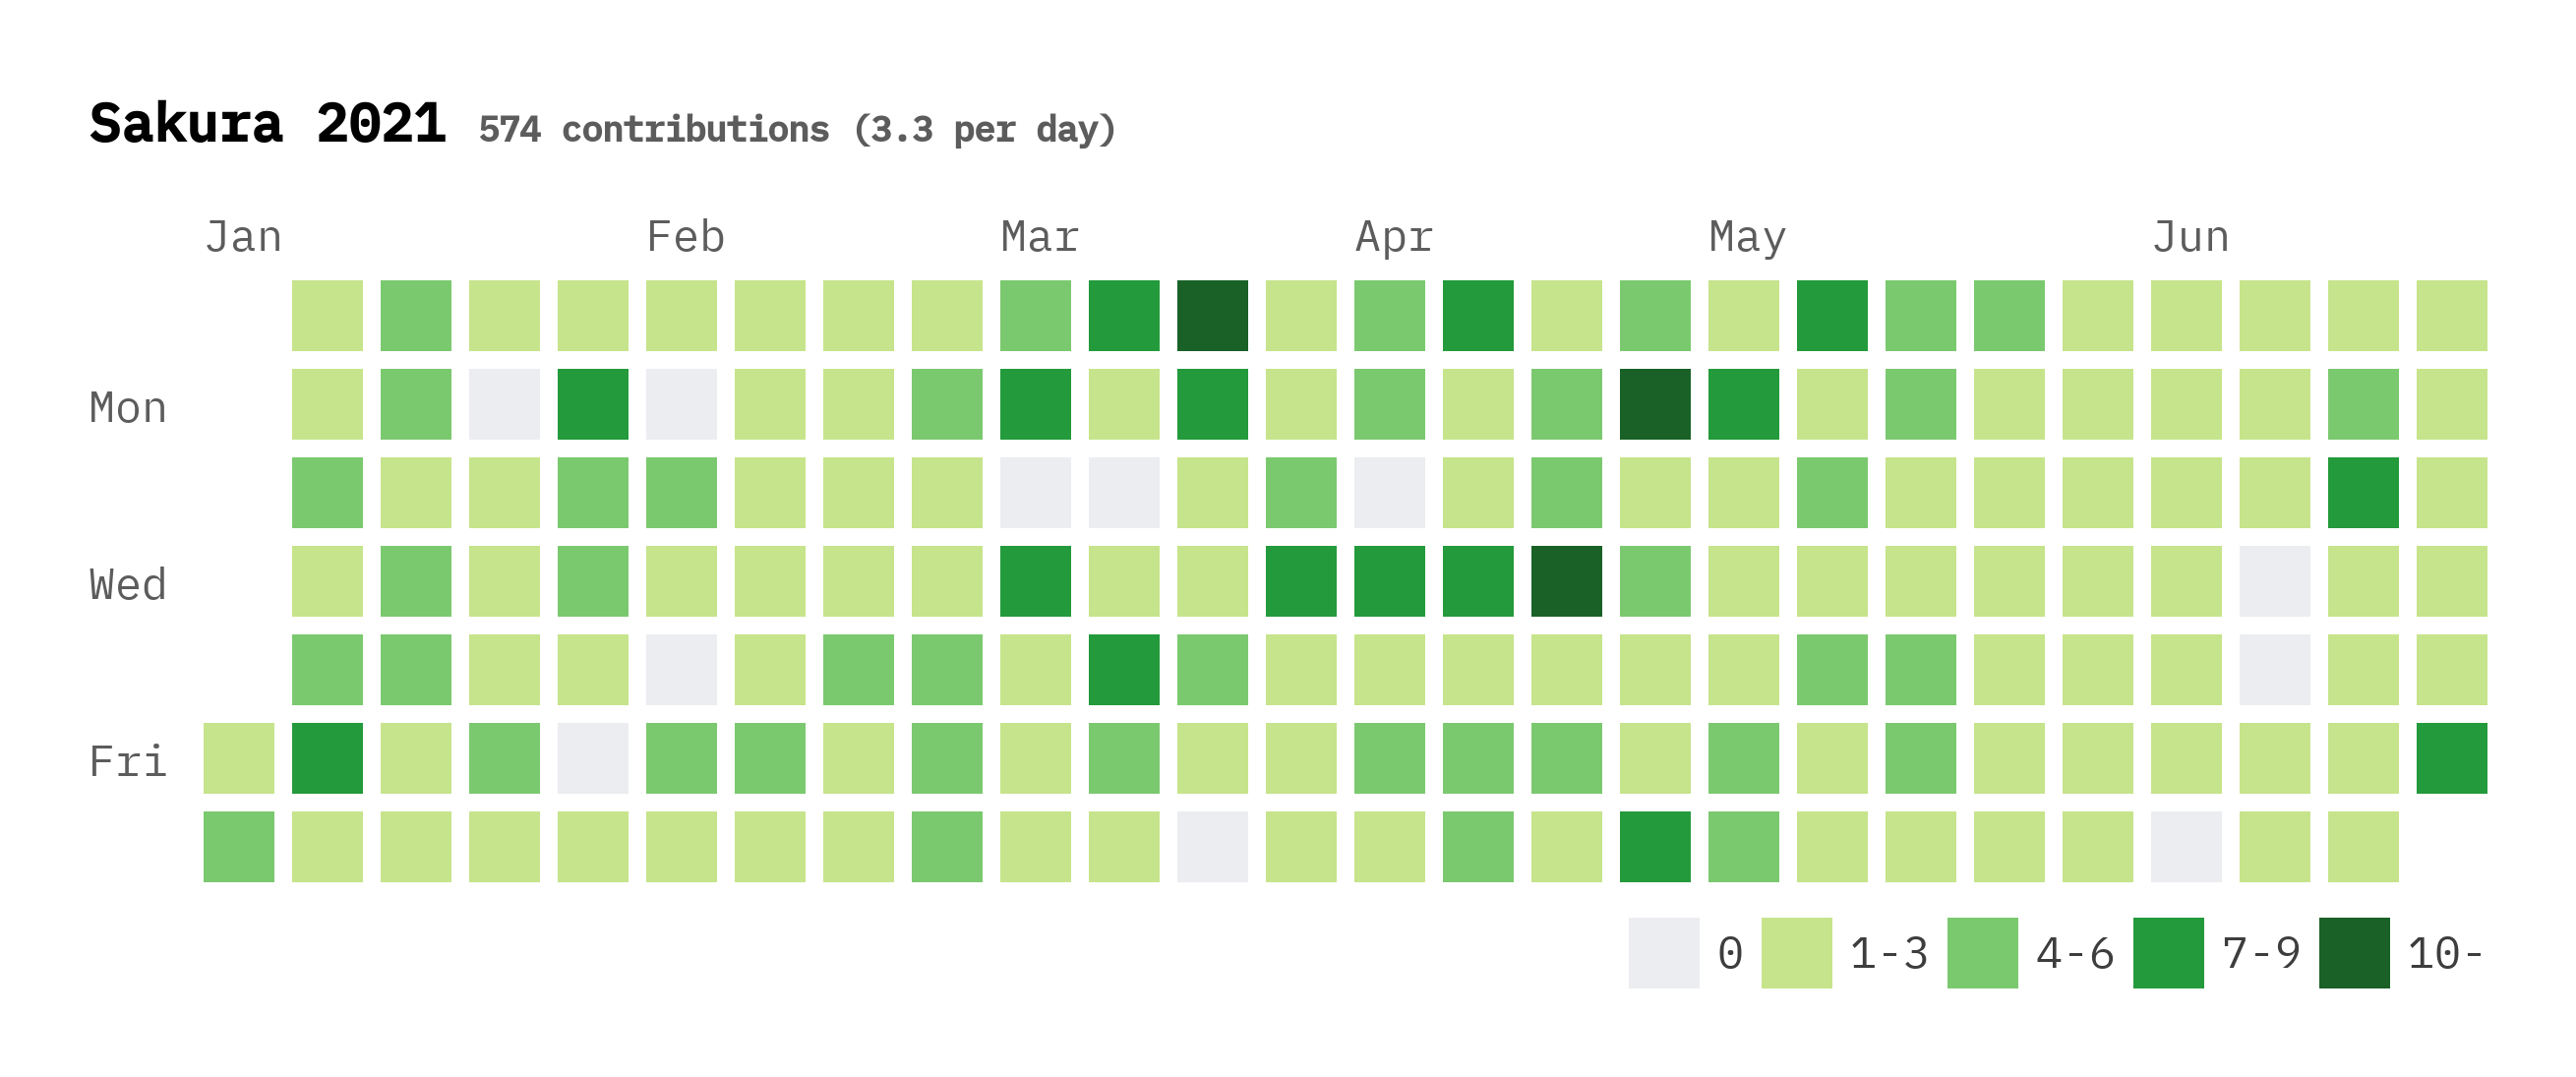 Sakura 2021 574 contributions (3.3 per day)
Jan Feb Mar Apr May Jun
Mon
Wed
Fri
0 1-3 4-6 7-9 10-